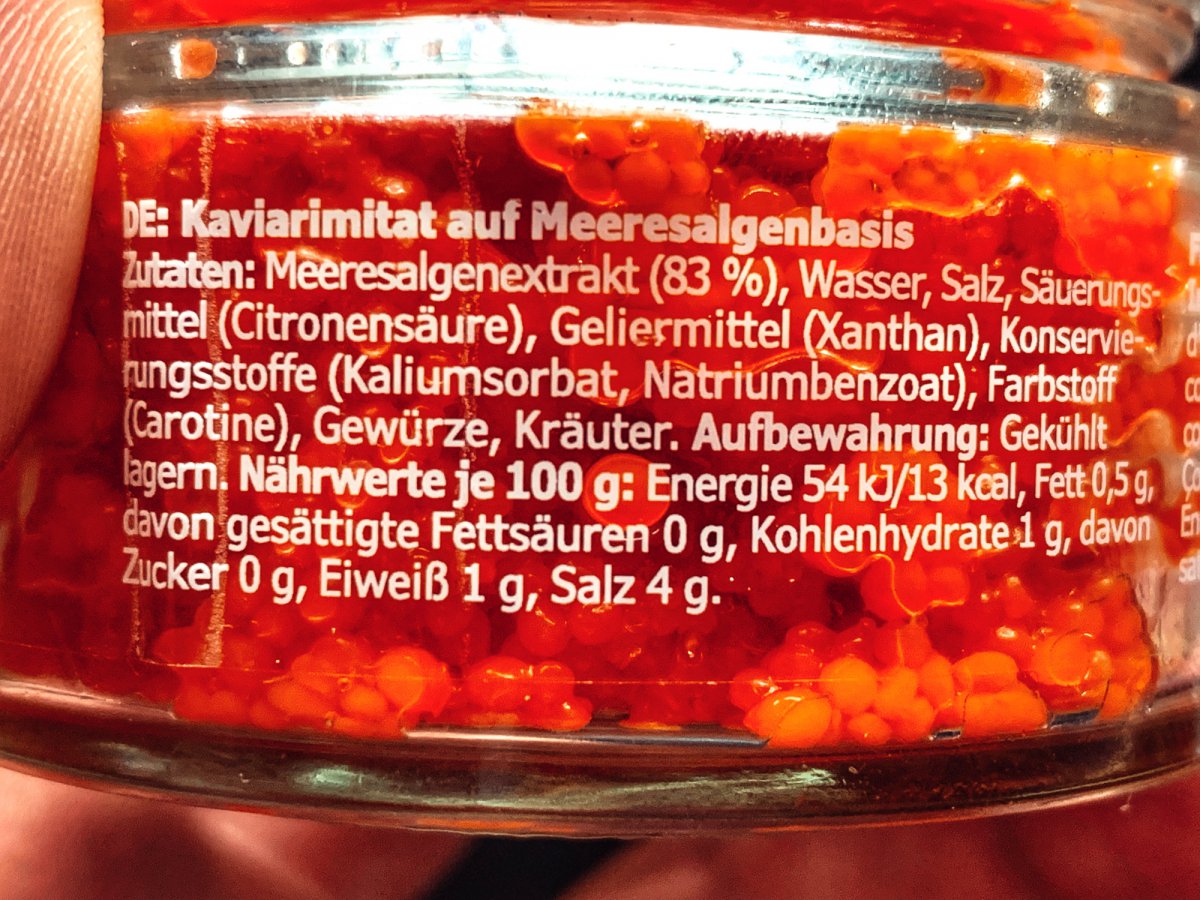 DE: Kaviarimitat auf Meeresalgenbasis
Zutaten: Meeresalgenextrakt (83 %), Wasser, Salz, Säuerungs-
mittel (Citronensäure), Geliermittel (Xanthan), Konservie-
rungsstoffe (Kaliumsorbat, Natriumbenzoat), Farbstoff
(Carotine), Gewürze, Kräuter. Aufbewahrung: Gekühlt
lagern. Nährwerte je 100 g: Energie 54 kJ/13 kcal, Fett 0,5 g,
davon gesättigte Fettsäuren 0 g, Kohlenhydrate 1 g, davon
Zucker 0 g, Eiweiß 1 g, Salz 4 g.